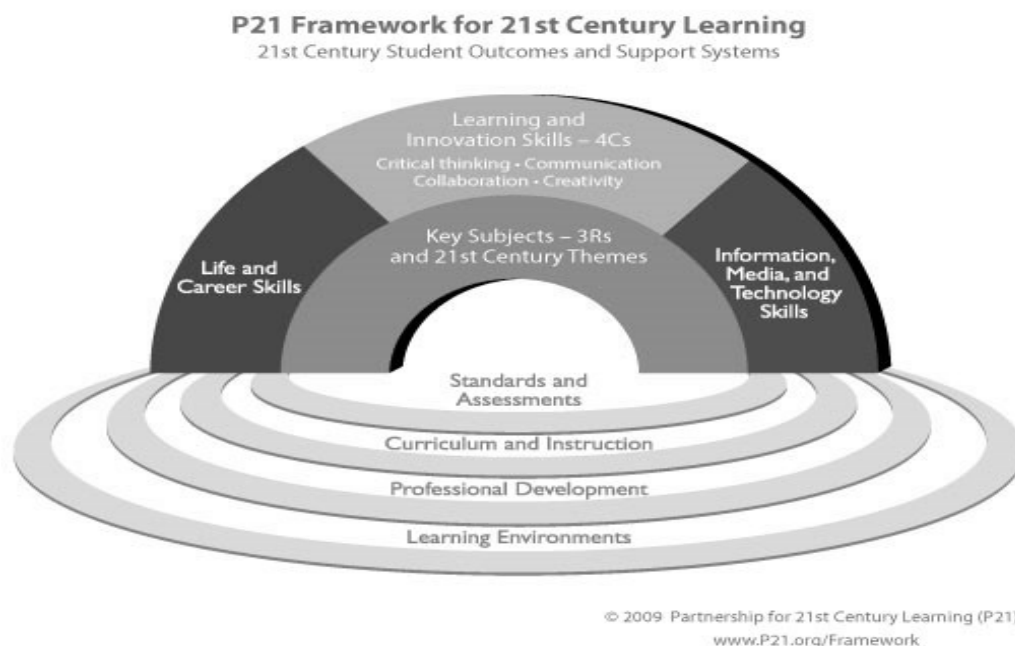 P21 Framework for 21st Century Learning
21st Century Student Outcomes and Support Systems
Learning and
Innovation Skills – 4Cs
Critical thinking • Communication
Collaboration • Creativity
Key Subjects – 3Rs
and 21st Century Themes
Life and
Career Skills
Information,
Media, and
Technology
Skills
Standards and
Assessments
Curriculum and Instruction
Professional Development
Learning Environments
© 2009 Partnership for 21st Century Learning (P21)
www.P21.org/Framework